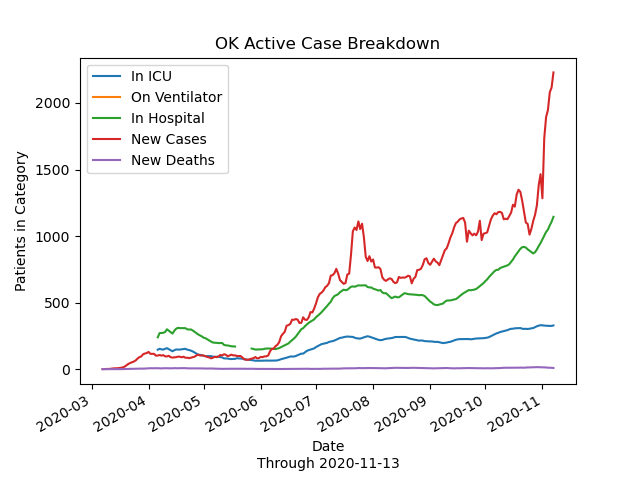 OK Active Case Breakdown
In ICU
On Ventilator
In Hospital
New Cases
New Deaths
Patients in Category
2000
1500
1000
500
0
2020-03
2020-04
2020-05
2020-06
2020-07
2020-08
2020-09
2020-10
2020-11
Date
Through 2020-11-13